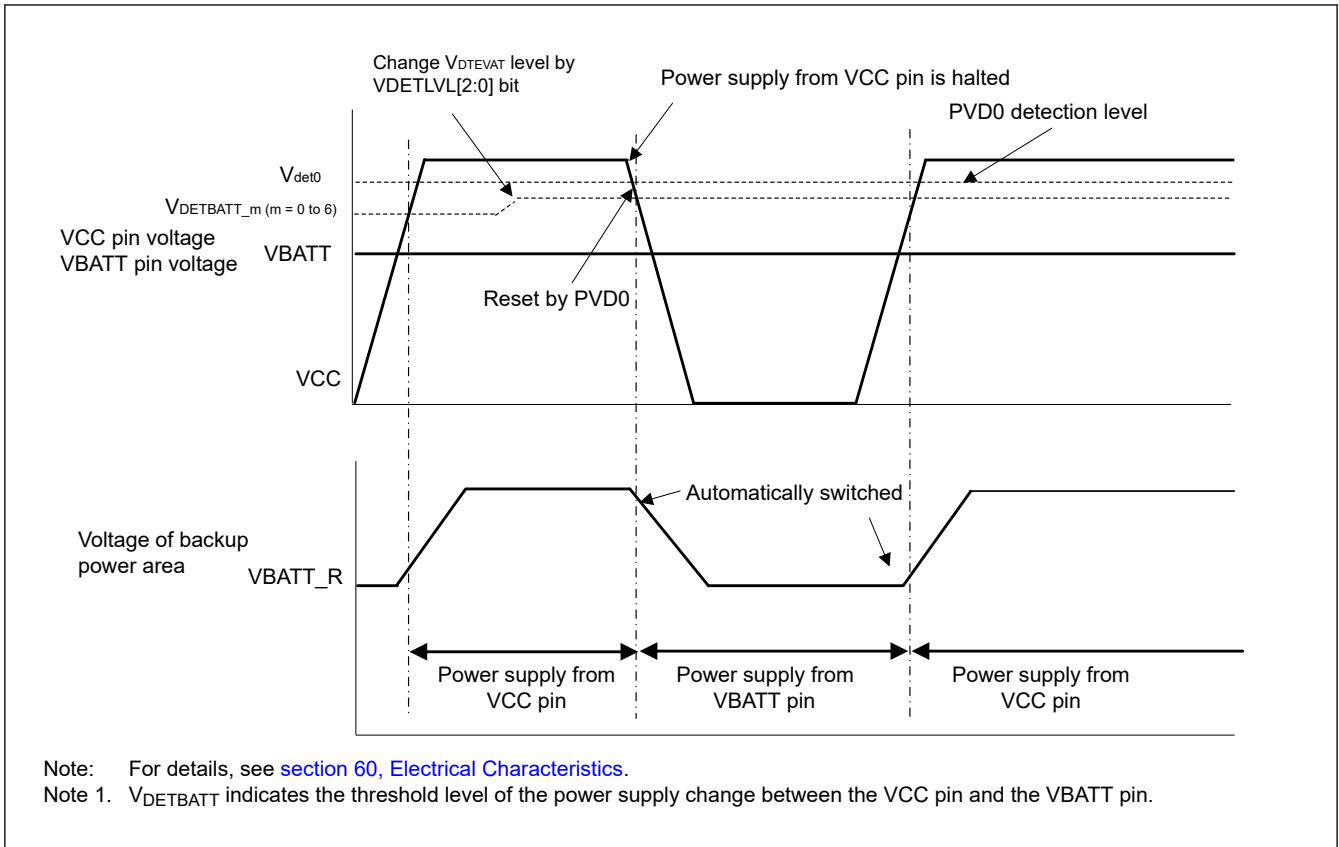 Change VDTEVAT level by
VDETLVL[2:0] bit
Power supply from VCC pin is halted
PVD0 detection level
Vdet0
VDETBATT_m (m = 0 to 6)
VCC pin voltage
VBATT pin voltage
VBATT
Reset by PVD0
VCC
Automatically switched
Voltage of backup
power area
VBATT_R
Power supply from
VCC pin
Power supply from
VBATT pin
Power supply from
VCC pin
Note: For details, see section 60, Electrical Characteristics.
Note 1. VDETBATT indicates the threshold level of the power supply change between the VCC pin and the VBATT pin.